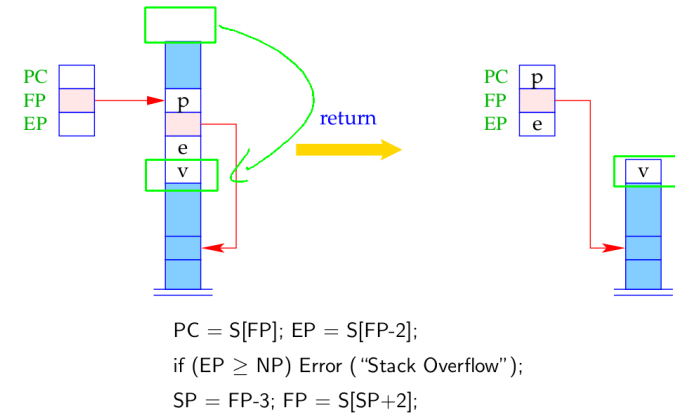 PC
FP
EP
p
e
v
return
PC
FP
EP
p
e
v
PC = S[FP]; EP = S[FP-2];
if (EP ≥ NP) Error (“Stack Overflow”);
SP = FP-3; FP = S[SP+2];